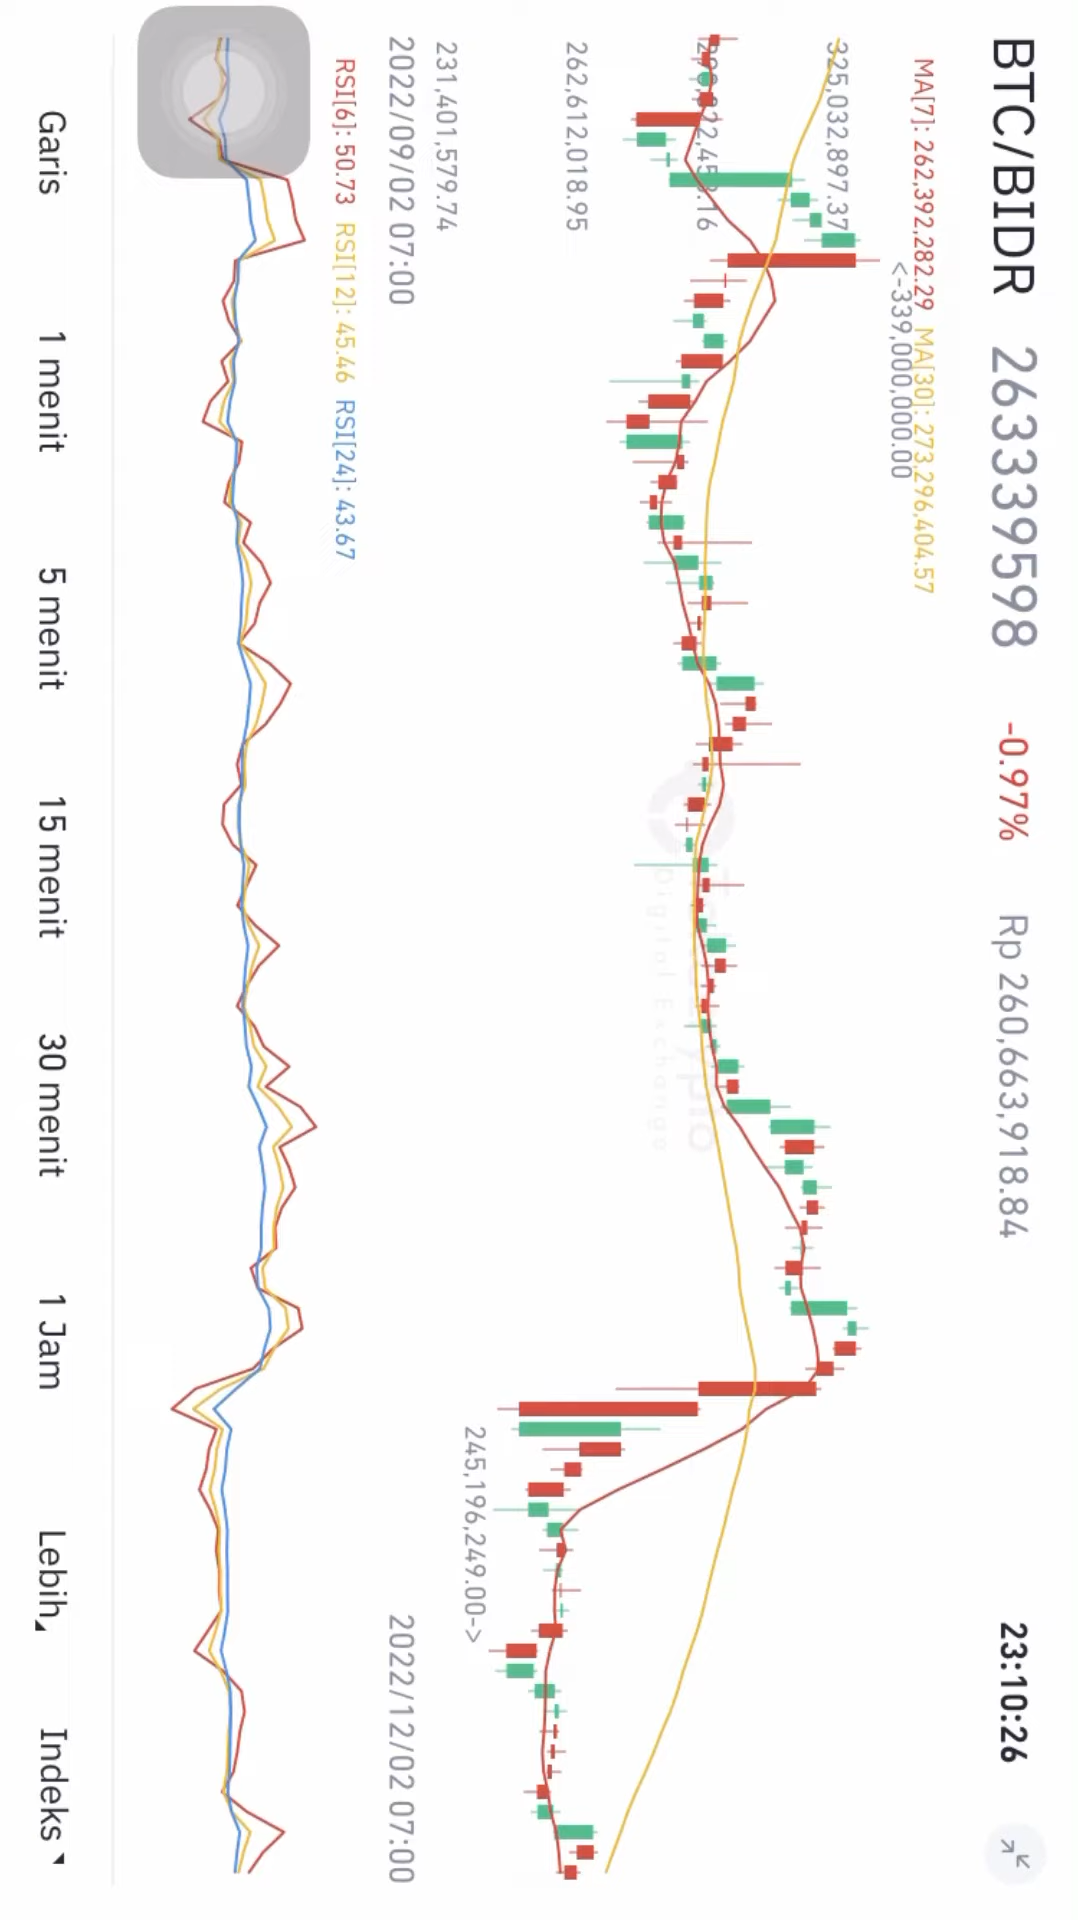 BTC/BIDR 263339598 -0.97% Rp 260,663,918.84 23:10:26
MA[7]: 262,392,282.29 MA[30]: 273,296,404.57
<-339,000,000.00
325,032,897.37
262,612,018.95
245,196,249.00->
231,401,579.74
2022/09/02 07:00 2022/12/02 07:00
RSI[6]: 50.73 RSI[12]: 45.46 RSI[24]: 43.67
Digital Exchange
Garis 1 menit 5 menit 15 menit 30 menit 1 Jam Lebih Indeks